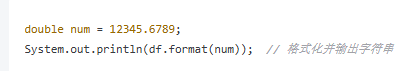 double num = 12345.6789;
System.out.println(df.format(num));  // 格式化并输出字符串